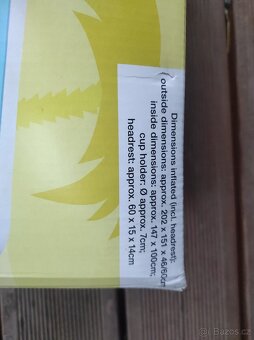 Dimensions inflated (incl. headrest):
outside dimensions: approx. 202 x 151 x 46/60cm
inside dimensions: approx. 147 x 100cm;
cup holder: Ø approx. 7cm;
headrest: approx. 60 x 15 x 14cm
© Bazos.cz